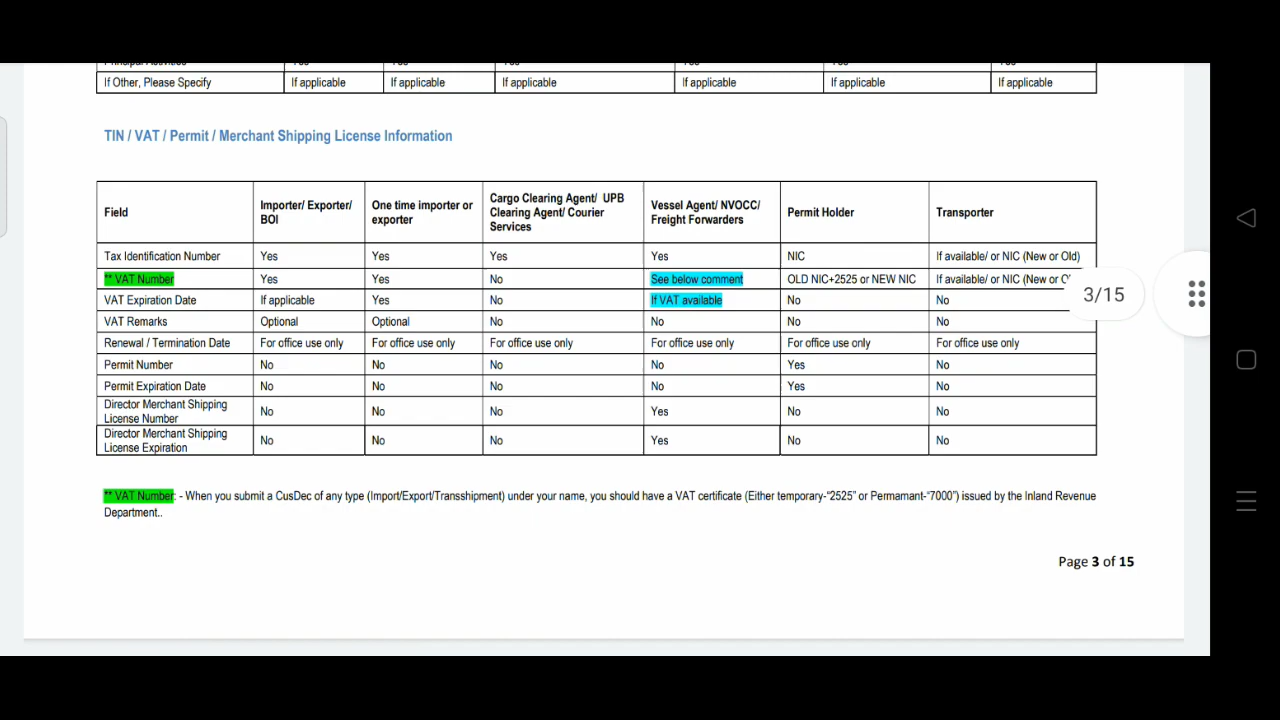 If Other, Please Specify If applicable If applicable If applicable If applicable If applicable If applicable
TIN / VAT / Permit / Merchant Shipping License Information
Field Importer/ Exporter/ BOI One time importer or exporter Cargo Clearing Agent/ UPB Clearing Agent/ Courier Services Vessel Agent/ NVOCC/ Freight Forwarders Permit Holder Transporter
Tax Identification Number Yes Yes Yes Yes NIC If available/ or NIC (New or Old)
** VAT Number Yes Yes No See below comment OLD NIC+2525 or NEW NIC If available/ or NIC (New or
VAT Expiration Date If applicable Yes No If VAT available No No
VAT Remarks Optional Optional No No No No
Renewal / Termination Date For office use only For office use only For office use only For office use only For office use only For office use only
Permit Number No No No No Yes No
Permit Expiration Date No No No No Yes No
Director Merchant Shipping License Number No No No Yes No No
Director Merchant Shipping License Expiration No No No Yes No No
3/15
** VAT Number: - When you submit a CusDec of any type (Import/Export/Transshipment) under your name, you should have a VAT certificate (Either temporary-“2525” or Permamant-“7000”) issued by the Inland Revenue
Department..
Page 3 of 15